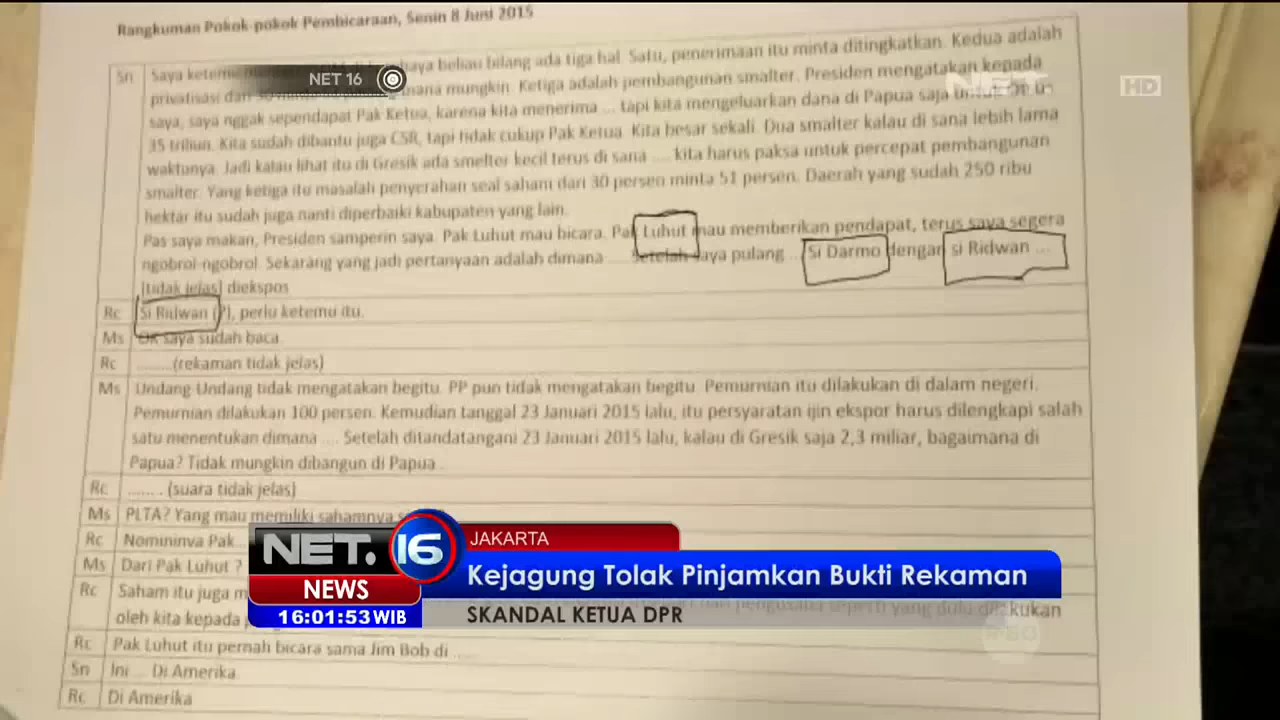 Rangkuman Pokok-pokok Pembicaraan, Senin 8 Juni 2015
NET 16
NET.
HD
Sn Saya beliau bilang ada tiga hal. Satu, penerimaan itu minta ditingkatkan. Kedua adalah
privatisasi mana mungkin. Ketiga adalah pembangunan smalter. Presiden mengatakan kepada
saya, saya nggak sependapat Pak Ketua, karena kita menerima ... tapi kita mengeluarkan dana di Papua saja
35 triliun. Kita sudah dibantu juga CSR, tapi tidak cukup Pak Ketua. Kita besar sekali. Dua smalter kalau di sana lebih lama
waktunya. Jadi kalau lihat itu di Gresik ada smelter kecil terus di sana .... kita harus paksa untuk percepat pembangunan
smalter. Yang ketiga itu masalah penyerahan seal saham dari 30 persen minta 51 persen. Daerah yang sudah 250 ribu
hektar itu sudah juga nanti diperbaiki kabupaten yang lain.
Pas saya makan, Presiden samperin saya. Pak Luhut mau bicara. Pak Luhut mau memberikan pendapat, terus saya segera
ngobrol-ngobrol. Sekarang yang jadi pertanyaan adalah dimana .... Setelah saya pulang ... Si Darmo dengan si Ridwan ...
[tidak jelas] diekspos
Rc Si Ridwan (?), perlu ketemu itu.
Ms OK saya sudah baca.
Rc ........(rekaman tidak jelas)
Ms Undang-Undang tidak mengatakan begitu. PP pun tidak mengatakan begitu. Pemurnian itu dilakukan di dalam negeri.
Pemurnian dilakukan 100 persen. Kemudian tanggal 23 Januari 2015 lalu, itu persyaratan ijin ekspor harus dilengkapi salah
satu menentukan dimana .... Setelah ditandatangani 23 Januari 2015 lalu, kalau di Gresik saja 2,3 miliar, bagaimana di
Papua? Tidak mungkin dibangun di Papua .
Rc ....... (suara tidak jelas)
Ms PLTA? Yang mau memiliki sahamnya
Rc Nomininya Pak..
Ms Dari Pak Luhut ?
Rc Saham itu juga
oleh kita kepada
NET. 16
NEWS
16:01:53 WIB
JAKARTA
Kejagung Tolak Pinjamkan Bukti Rekaman
SKANDAL KETUA DPR
Rc Pak Luhut itu pernah bicara sama Jim Bob di ....
Sn Ini ... Di Amerika.
Rc Di Amerika